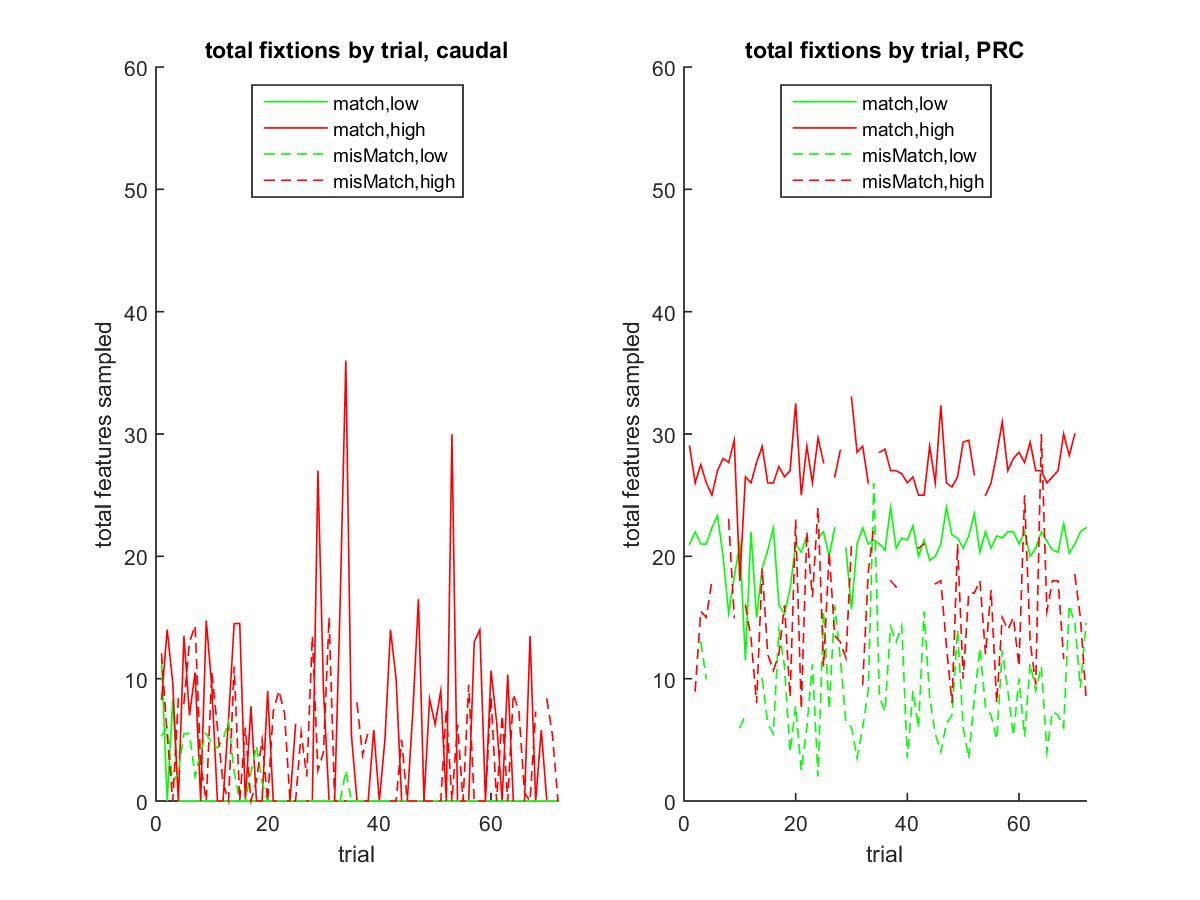 total fixtions by trial, caudal
60
50
40
30
20
10
0
total features sampled
match,low
match,high
misMatch,low
misMatch,high
0 20 40 60
trial
total fixtions by trial, PRC
60
50
40
30
20
10
0
total features sampled
match,low
match,high
misMatch,low
misMatch,high
0 20 40 60
trial